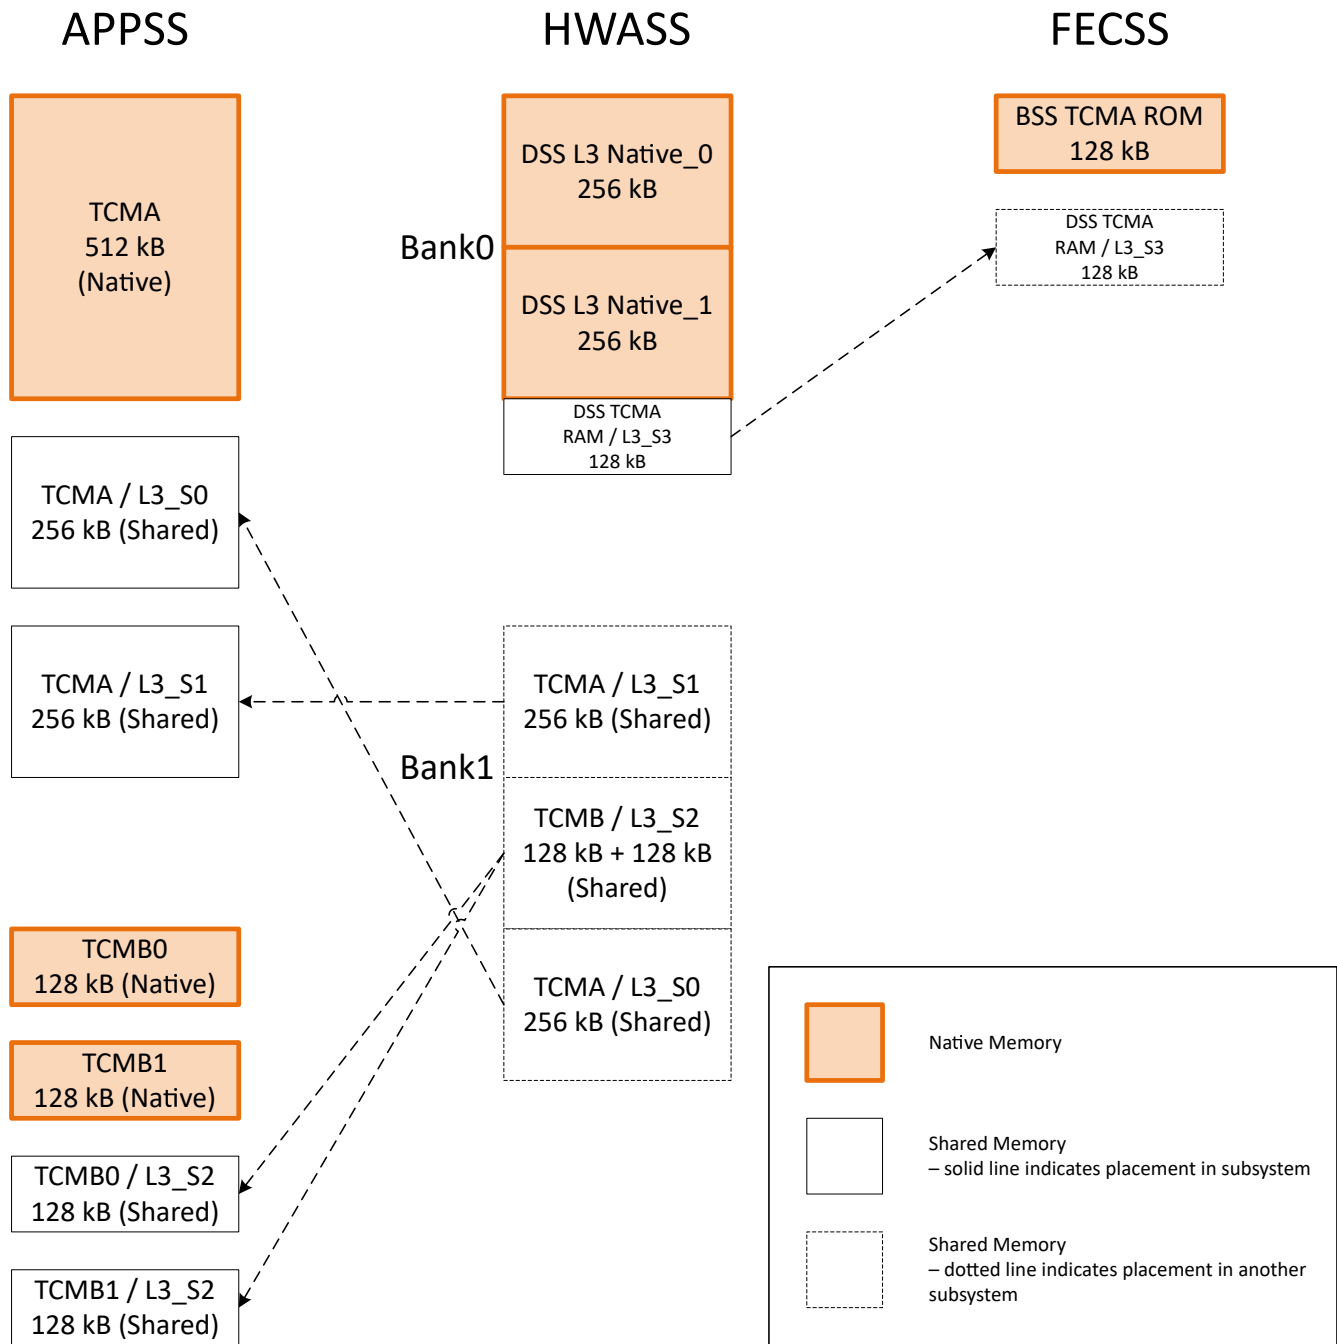 APPSS
HWASS
FECSS
TCMA
512 kB
(Native)
TCMA / L3_S0
256 kB (Shared)
TCMA / L3_S1
256 kB (Shared)
TCMB0
128 kB (Native)
TCMB1
128 kB (Native)
TCMB0 / L3_S2
128 kB (Shared)
TCMB1 / L3_S2
128 kB (Shared)
Bank0
DSS L3 Native_0
256 kB
DSS L3 Native_1
256 kB
DSS TCMA
RAM / L3_S3
128 kB
Bank1
TCMA / L3_S1
256 kB (Shared)
TCMB / L3_S2
128 kB + 128 kB
(Shared)
TCMA / L3_S0
256 kB (Shared)
BSS TCMA ROM
128 kB
DSS TCMA
RAM / L3_S3
128 kB
Native Memory
Shared Memory
– solid line indicates placement in subsystem
Shared Memory
– dotted line indicates placement in another
subsystem